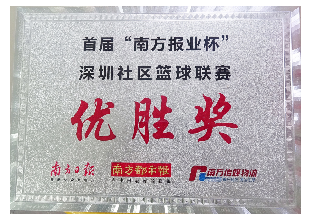 首届“南方报业杯”
深圳社区篮球联赛
优胜奖
南方日报 南方都市报 南方传媒物流